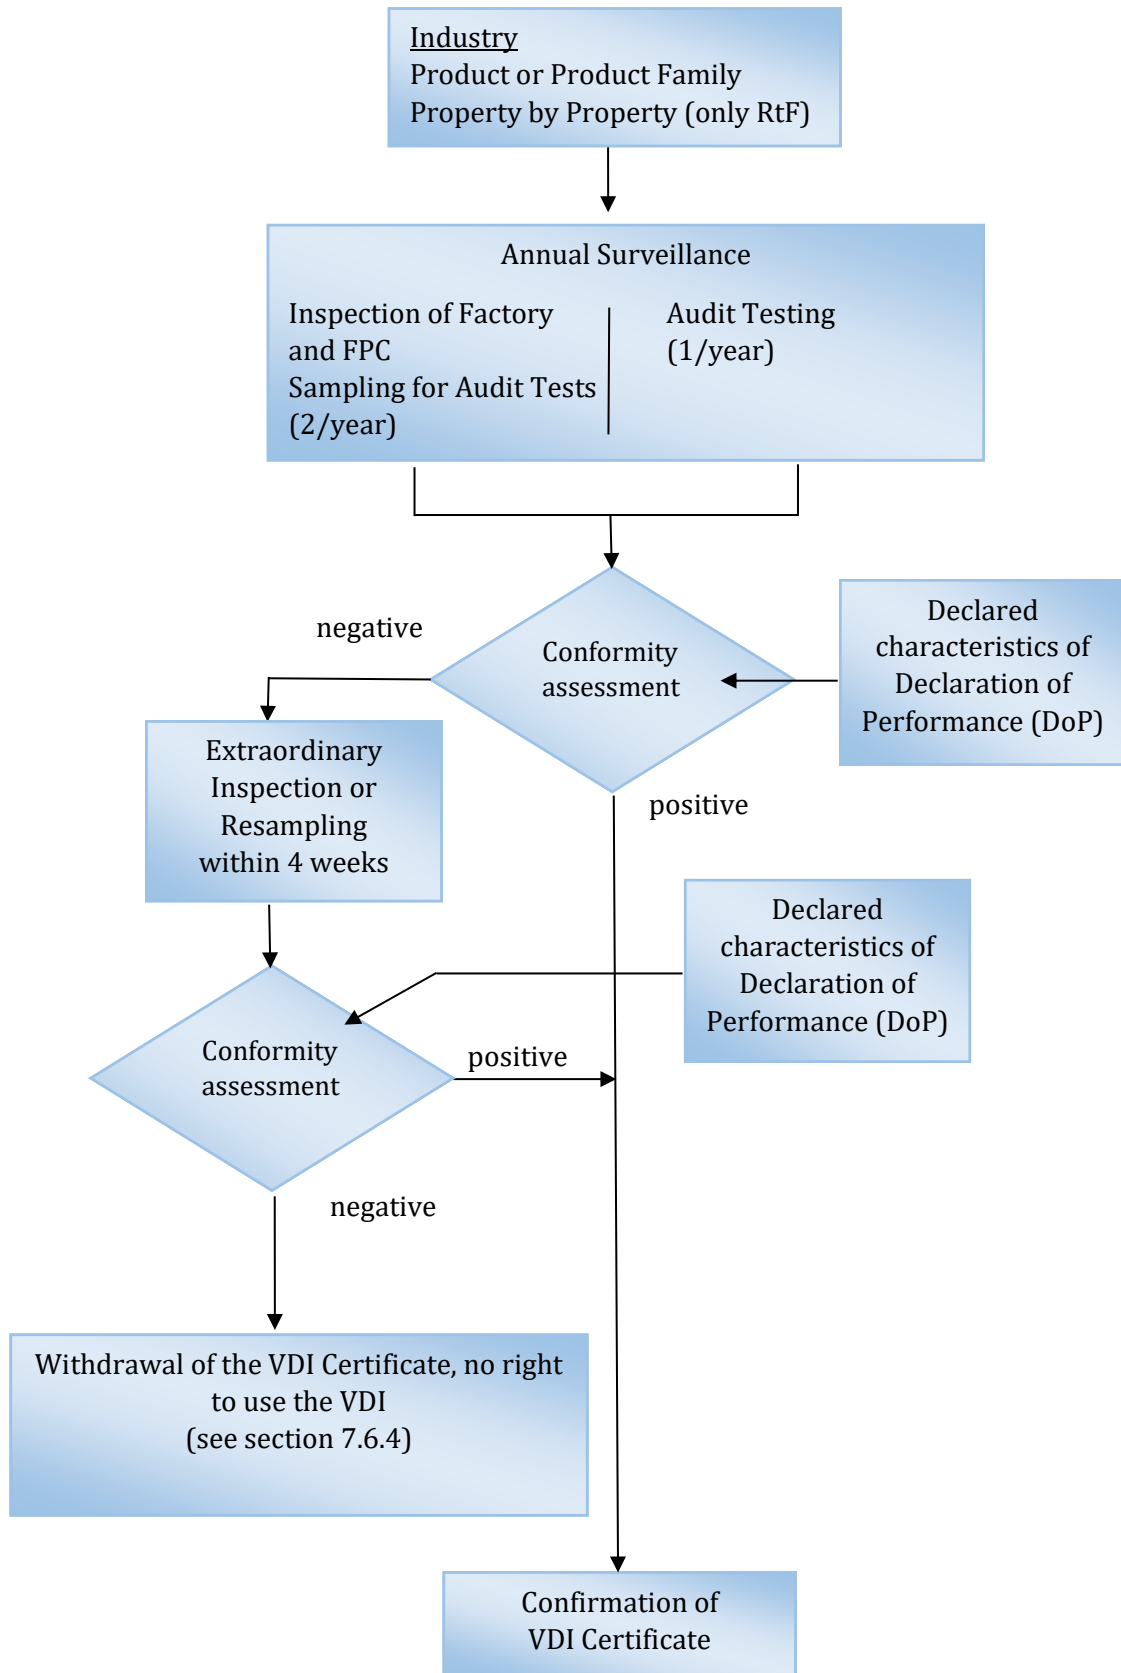 Industry
Product or Product Family
Property by Property (only RtF)
Annual Surveillance
Inspection of Factory
and FPC
Sampling for Audit Tests
(2/year)
Audit Testing
(1/year)
negative
Conformity
assessment
Declared
characteristics of
Declaration of
Performance (DoP)
Extraordinary
Inspection or
Resampling
within 4 weeks
positive
Declared
characteristics of
Declaration of
Performance (DoP)
Conformity
assessment
positive
negative
Withdrawal of the VDI Certificate, no right
to use the VDI
(see section 7.6.4)
Confirmation of
VDI Certificate